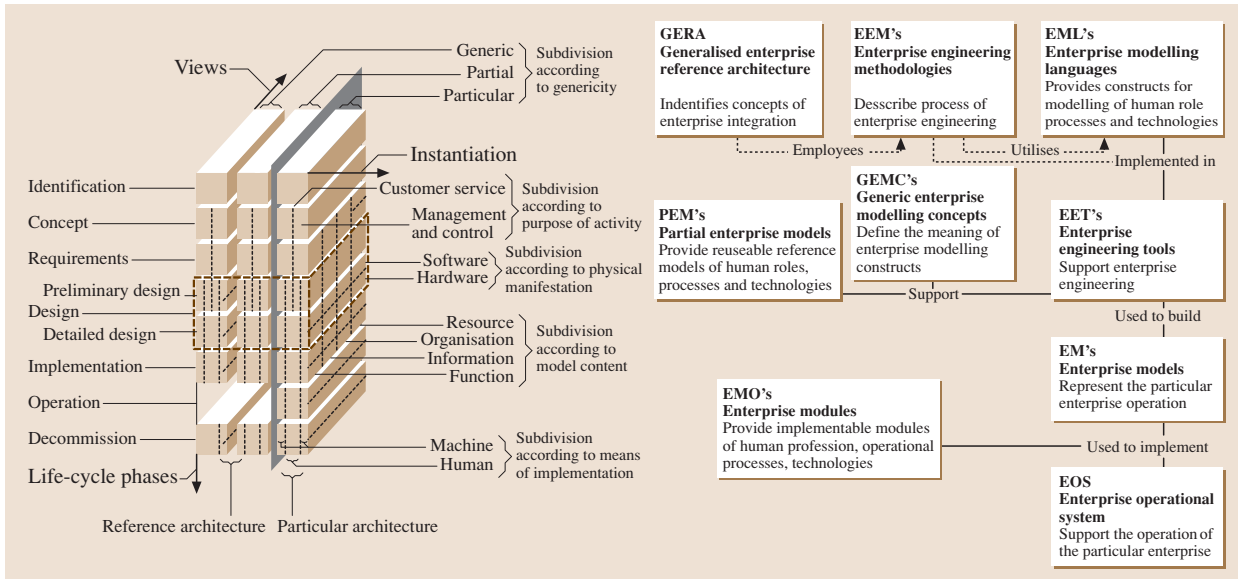 Views
Generic
Partial
Particular
Subdivision
according
to genericity
Instantiation
Customer service
Management
and control
Subdivision
according to
purpose of activity
Software
Hardware
Subdivision
according to physical
manifestation
Resource
Organisation
Information
Function
Subdivision
according to
model content
Machine
Human
Subdivision
according to means
of implementation
Identification
Concept
Requirements
Preliminary design
Design
Detailed design
Implementation
Operation
Decommission
Life-cycle phases
Reference architecture
Particular architecture
GERA
Generalised enterprise
reference architecture
Indentifies concepts of
enterprise integration
EEM's
Enterprise engineering
methodologies
Desscribe process of
enterprise engineering
EML's
Enterprise modelling
languages
Provides constructs for
modelling of human role
processes and technologies
Employees
Utilises
Implemented in
PEM's
Partial enterprise models
Provide reuseable reference
models of human roles,
processes and technologies
GEMC's
Generic enterprise
modelling concepts
Define the meaning of
enterprise modelling
constructs
EET's
Enterprise
engineering tools
Support enterprise
engineering
Support
Used to build
EM's
Enterprise models
Represent the particular
enterprise operation
EMO's
Enterprise modules
Provide implementable modules
of human profession, operational
processes, technologies
Used to implement
EOS
Enterprise operational
system
Support the operation of
the particular enterprise